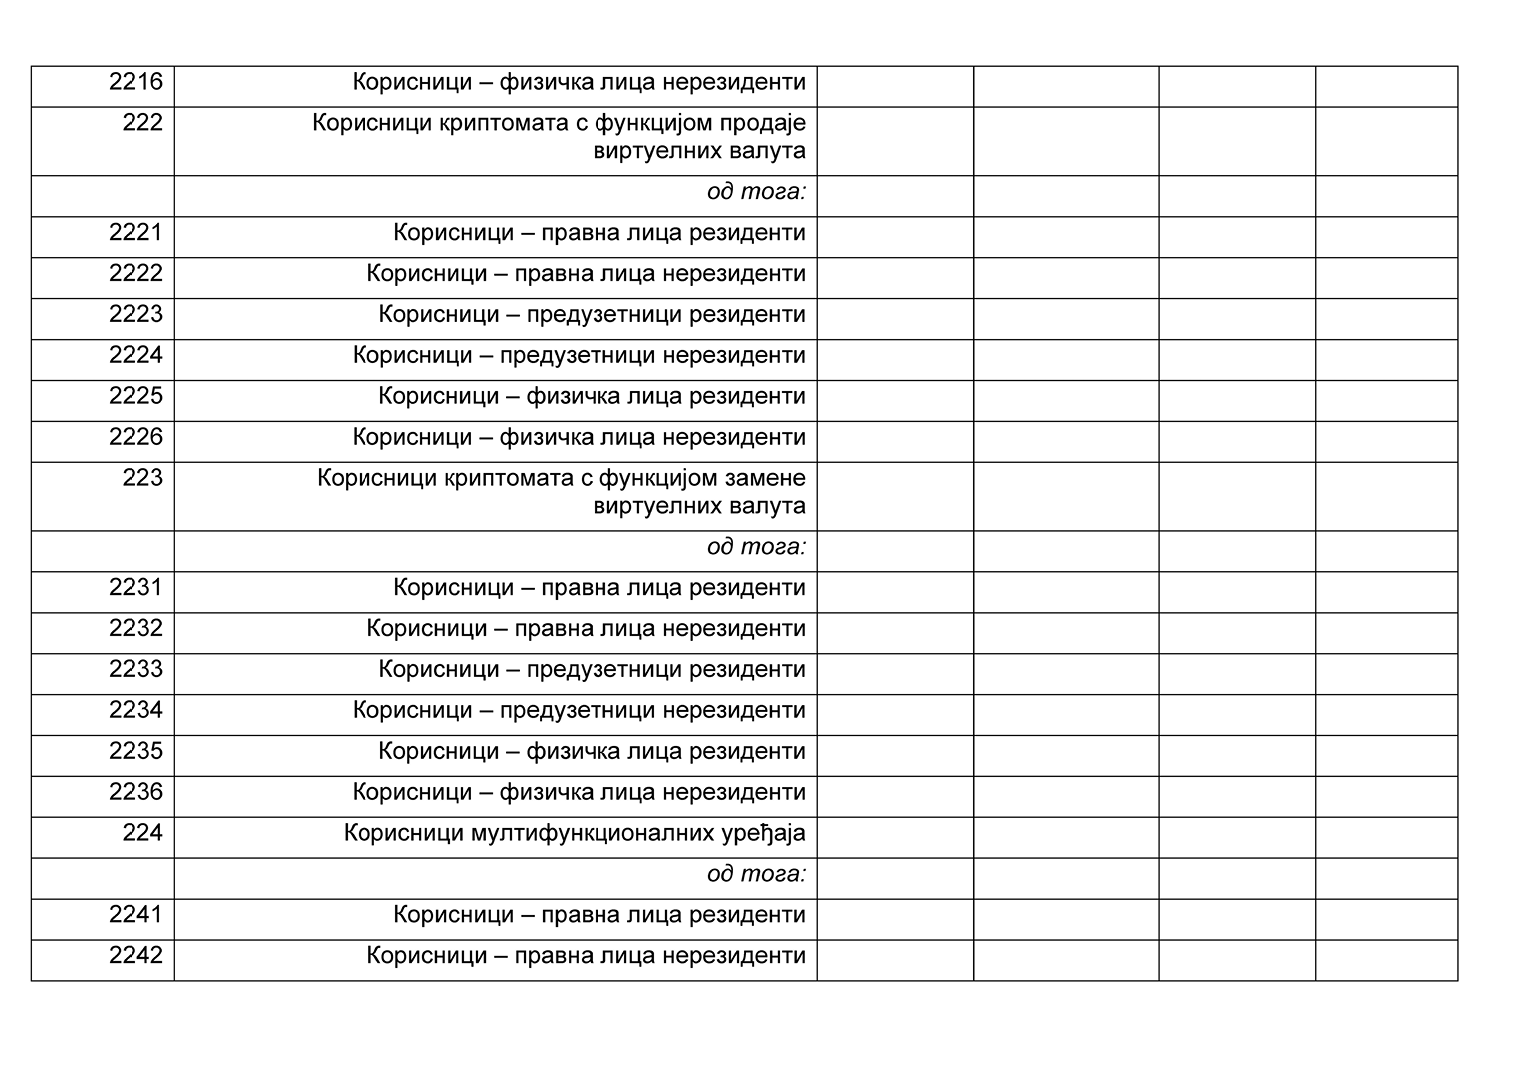 2216 Корисници – физичка лица нерезиденти
222 Корисници криптомата с функцијом продаје
виртуелних валута
од тога:
2221 Корисници – правна лица резиденти
2222 Корисници – правна лица нерезиденти
2223 Корисници – предузетници резиденти
2224 Корисници – предузетници нерезиденти
2225 Корисници – физичка лица резиденти
2226 Корисници – физичка лица нерезиденти
223 Корисници криптомата с функцијом замене
виртуелних валута
од тога:
2231 Корисници – правна лица резиденти
2232 Корисници – правна лица нерезиденти
2233 Корисници – предузетници резиденти
2234 Корисници – предузетници нерезиденти
2235 Корисници – физичка лица резиденти
2236 Корисници – физичка лица нерезиденти
224 Корисници мултифункционалних уређаја
од тога:
2241 Корисници – правна лица резиденти
2242 Корисници – правна лица нерезиденти